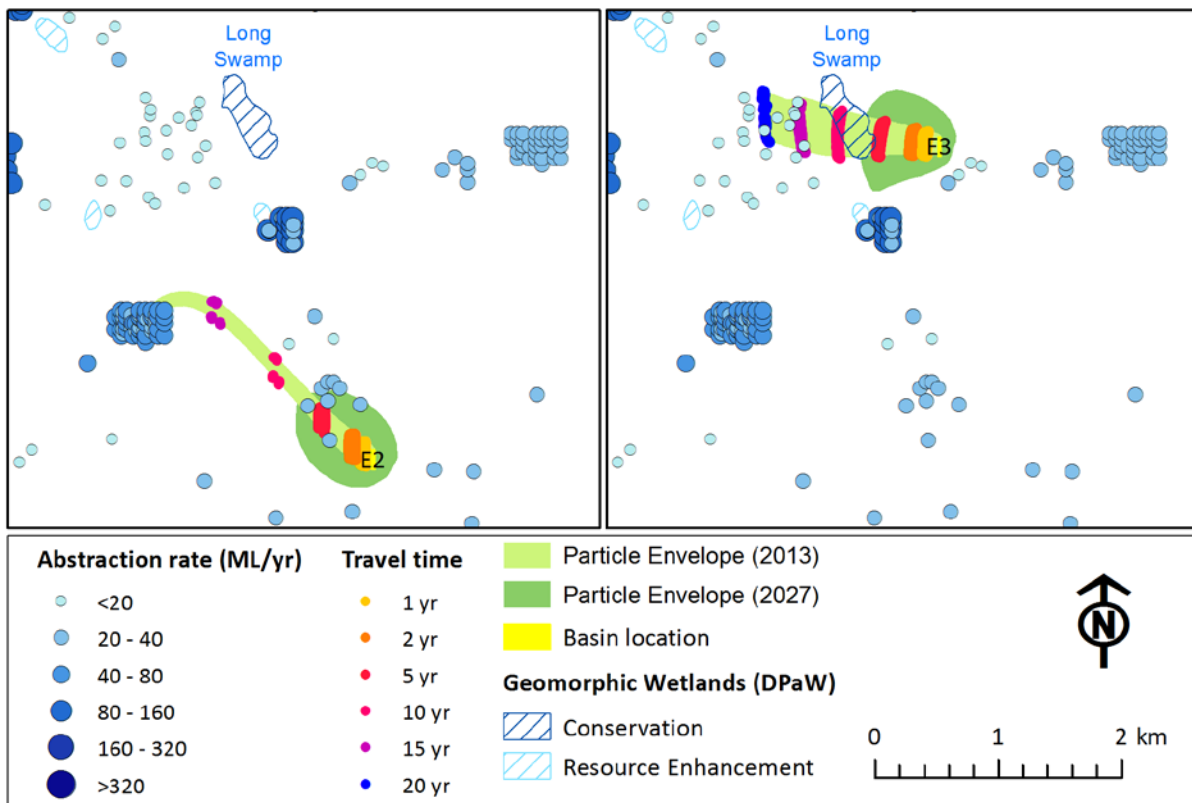 Long
Swamp
E2
Long
Swamp
E3
Abstraction rate (ML/yr)
<20
20 - 40
40 - 80
80 - 160
160 - 320
>320
Travel time
1 yr
2 yr
5 yr
10 yr
15 yr
20 yr
Particle Envelope (2013)
Particle Envelope (2027)
Basin location
Geomorphic Wetlands (DPaW)
Conservation
Resource Enhancement
N
0 1 2 km